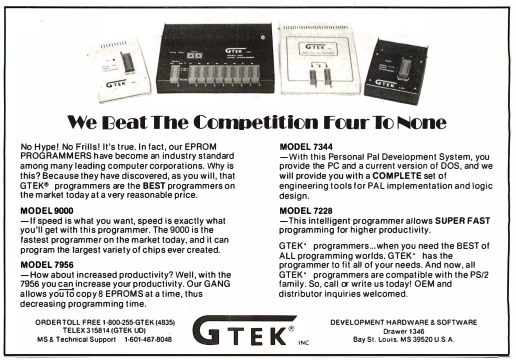 GTEK
GTEK
GTEK
GTEK
We Beat The Competition Four To None
No Hype! No Frills! It's true. In fact, our EPROM
PROGRAMMERS have become an industry standard
among many leading computer corporations. Why is
this? Because they have discovered, as you will, that
GTEK® programmers are the BEST programmers on
the market today at a very reasonable price.
MODEL 9000
—If speed is what you want, speed is exactly what
you'll get with this programmer. The 9000 is the
fastest programmer on the market today, and it can
program the largest variety of chips ever created.
MODEL 7956
—How about increased productivity? Well, with the
7956 you can increase your productivity. Our GANG
allows you to copy 8 EPROMS at a time, thus
decreasing programming time.
MODEL 7344
—With this Personal Pal Development System, you
provide the PC and a current version of DOS, and we
will provide you with a COMPLETE set of
engineering tools for PAL implementation and logic
design.
MODEL 7228
—This intelligent programmer allows SUPER FAST
programming for higher productivity.
GTEK* programmers...when you need the BEST of
ALL programming worlds, GTEK* has the
programmer to fit all of your needs. And now, all
GTEK* programmers are compatible with the PS/2
family. So, call or write us today! OEM and
distributor inquiries welcomed.
ORDER TOLL FREE 1-800-255-GTEK (4835)
TELEX 315814 (GTEK UD)
MS & Technical Support 1-601-467-8048
GTEK® INC
DEVELOPMENT HARDWARE & SOFTWARE
Drawer 1346
Bay St. Louis, MS 39520 U.S.A.